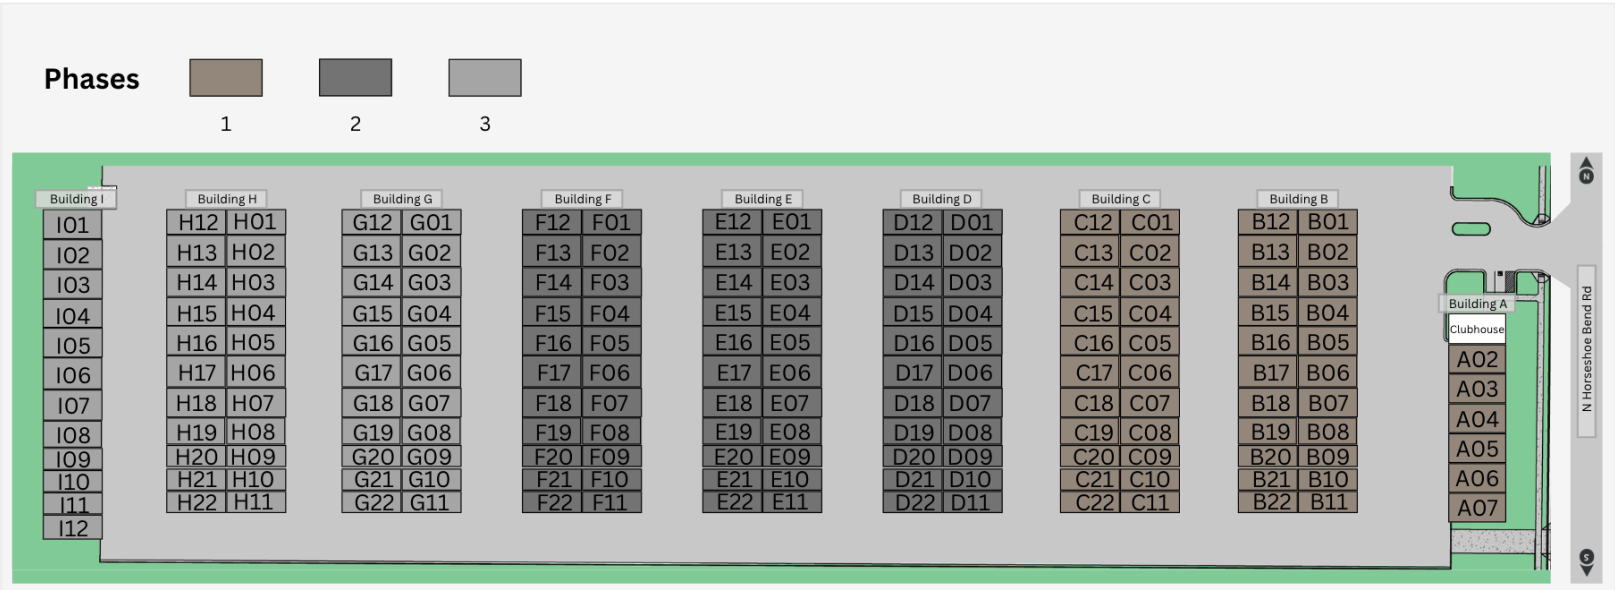 Phases
1 2 3
N
Building I Building H Building G Building F Building E Building D Building C Building B
I01 H12 H01 G12 G01 F12 F01 E12 E01 D12 D01 C12 C01 B12 B01
I02 H13 H02 G13 G02 F13 F02 E13 E02 D13 D02 C13 C02 B13 B02
I03 H14 H03 G14 G03 F14 F03 E14 E03 D14 D03 C14 C03 B14 B03
Building A
I04 H15 H04 G15 G04 F15 F04 E15 E04 D15 D04 C15 C04 B15 B04
Clubhouse
I05 H16 H05 G16 G05 F16 F05 E16 E05 D16 D05 C16 C05 B16 B05
N Horseshoe Bend Rd
I06 H17 H06 G17 G06 F17 F06 E17 E06 D17 D06 C17 C06 B17 B06 A02
I07 H18 H07 G18 G07 F18 F07 E18 E07 D18 D07 C18 C07 B18 B07 A03
I08 H19 H08 G19 G08 F19 F08 E19 E08 D19 D08 C19 C08 B19 B08 A04
I09 H20 H09 G20 G09 F20 F09 E20 E09 D20 D09 C20 C09 B20 B09 A05
I10 H21 H10 G21 G10 F21 F10 E21 E10 D21 D10 C21 C10 B21 B10 A06
I11 H22 H11 G22 G11 F22 F11 E22 E11 D22 D11 C22 C11 B22 B11 A07
I12
S